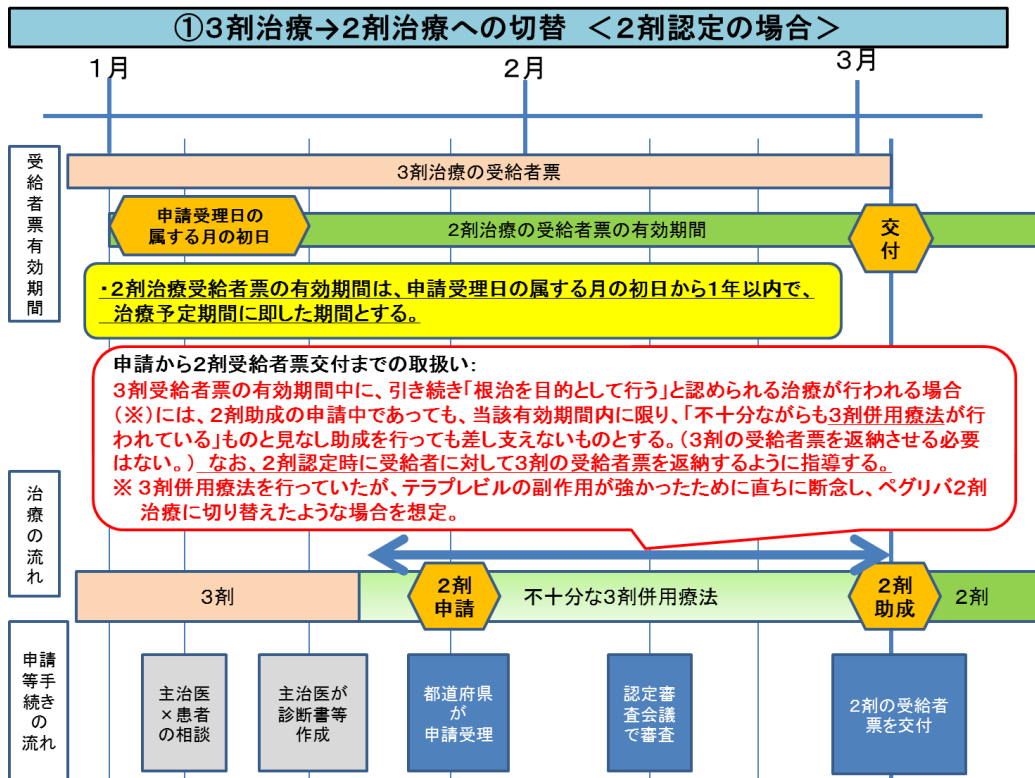 ①3剤治療→2剤治療への切替 ＜2剤認定の場合＞
1月
2月
3月
受給者票有効期間
3剤治療の受給者票
申請受理日の
属する月の初日
2剤治療の受給者票の有効期間
交
付
・2剤治療受給者票の有効期間は、申請受理日の属する月の初日から1年以内で、
治療予定期間に即した期間とする。
申請から2剤受給者票交付までの取扱い：
3剤受給者票の有効期間中に、引き続き「根治を目的として行う」と認められる治療が行われる場合
（※）には、2剤助成の申請中であっても、当該有効期間内に限り、「不十分ながらも3剤併用療法が行
われている」ものと見なし助成を行っても差し支えないものとする。（3剤の受給者票を返納させる必要
はない。） なお、2剤認定時に受給者に対して3剤の受給者票を返納するように指導する。
※ 3剤併用療法を行っていたが、テラプレビルの副作用が強かったために直ちに断念し、ペグリバ2剤
治療に切り替えたような場合を想定。
治療の流れ
3剤
2剤
申請
不十分な3剤併用療法
2剤
助成
2剤
申請
等手
続き
の
流れ
主治医
×患者
の相談
主治医が
診断書等
作成
都道府県
が
申請受理
認定審
査会議
で審査
2剤の受給者
票を交付